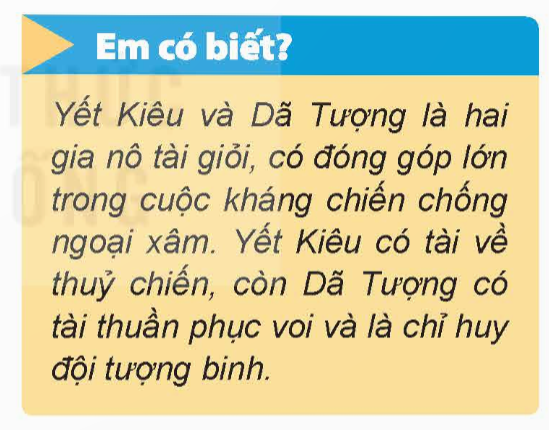 Em có biết?
Yết Kiêu và Dã Tượng là hai
gia nô tài giỏi, có đóng góp lớn
trong cuộc kháng chiến chống
ngoại xâm. Yết Kiêu có tài về
thuỷ chiến, còn Dã Tượng có
tài thuần phục voi và là chỉ huy
đội tượng binh.